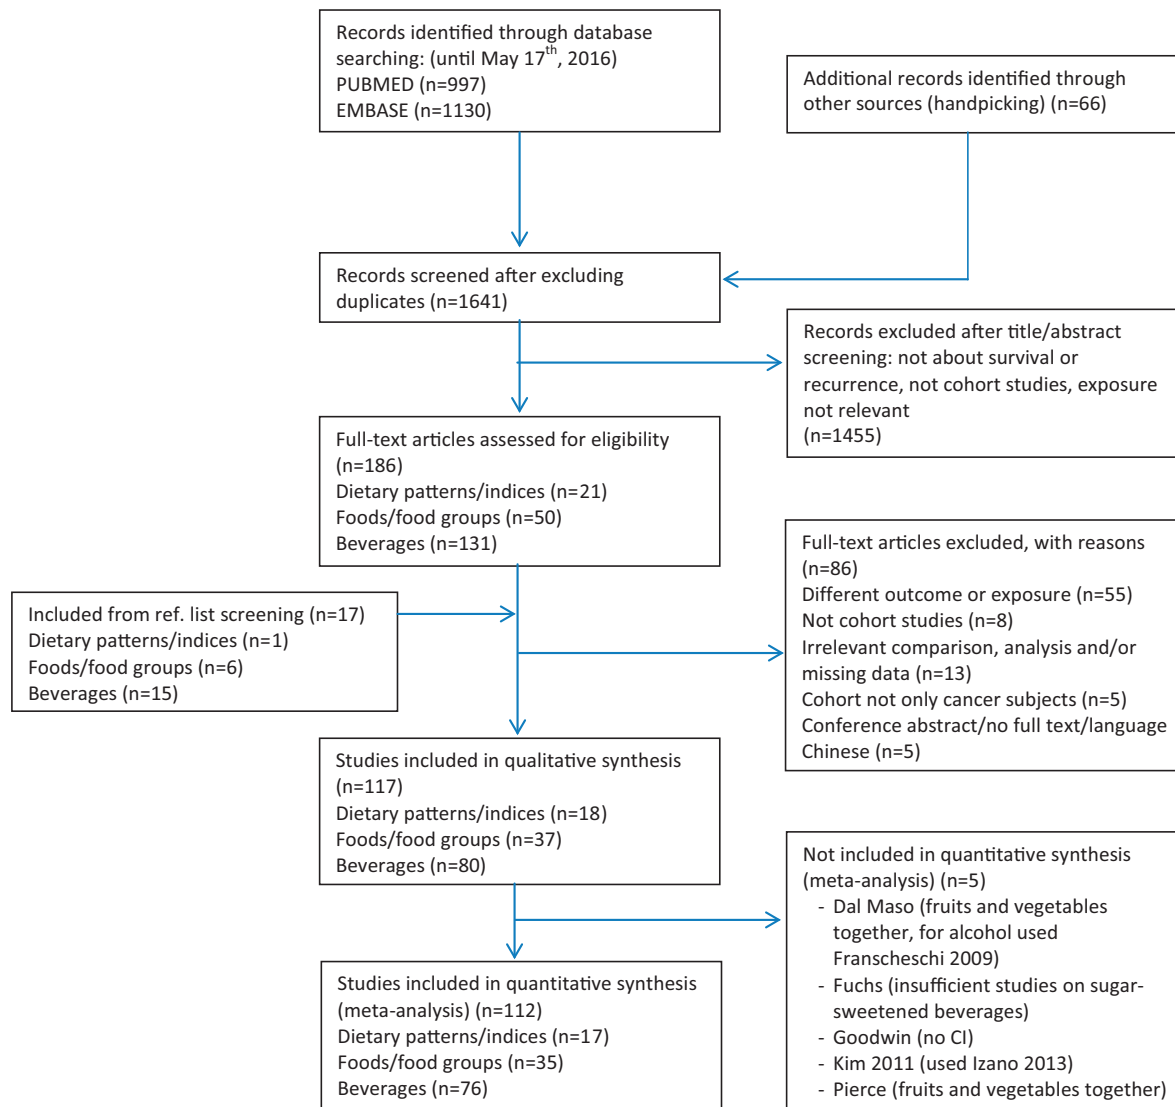 Records identified through database
searching: (until May 17th, 2016)
PUBMED (n=997)
EMBASE (n=1130)
Additional records identified through
other sources (handpicking) (n=66)
Records screened after excluding
duplicates (n=1641)
Records excluded after title/abstract
screening: not about survival or
recurrence, not cohort studies, exposure
not relevant
(n=1455)
Full-text articles assessed for eligibility
(n=186)
Dietary patterns/indices (n=21)
Foods/food groups (n=50)
Beverages (n=131)
Included from ref. list screening (n=17)
Dietary patterns/indices (n=1)
Foods/food groups (n=6)
Beverages (n=15)
Full-text articles excluded, with reasons
(n=86)
Different outcome or exposure (n=55)
Not cohort studies (n=8)
Irrelevant comparison, analysis and/or
missing data (n=13)
Cohort not only cancer subjects (n=5)
Conference abstract/no full text/language
Chinese (n=5)
Studies included in qualitative synthesis
(n=117)
Dietary patterns/indices (n=18)
Foods/food groups (n=37)
Beverages (n=80)
Not included in quantitative synthesis
(meta-analysis) (n=5)
- Dal Maso (fruits and vegetables
together, for alcohol used
Franscheschi 2009)
- Fuchs (insufficient studies on sugar-
sweetened beverages)
- Goodwin (no CI)
- Kim 2011 (used Izano 2013)
- Pierce (fruits and vegetables together)
Studies included in quantitative synthesis
(meta-analysis) (n=112)
Dietary patterns/indices (n=17)
Foods/food groups (n=35)
Beverages (n=76)